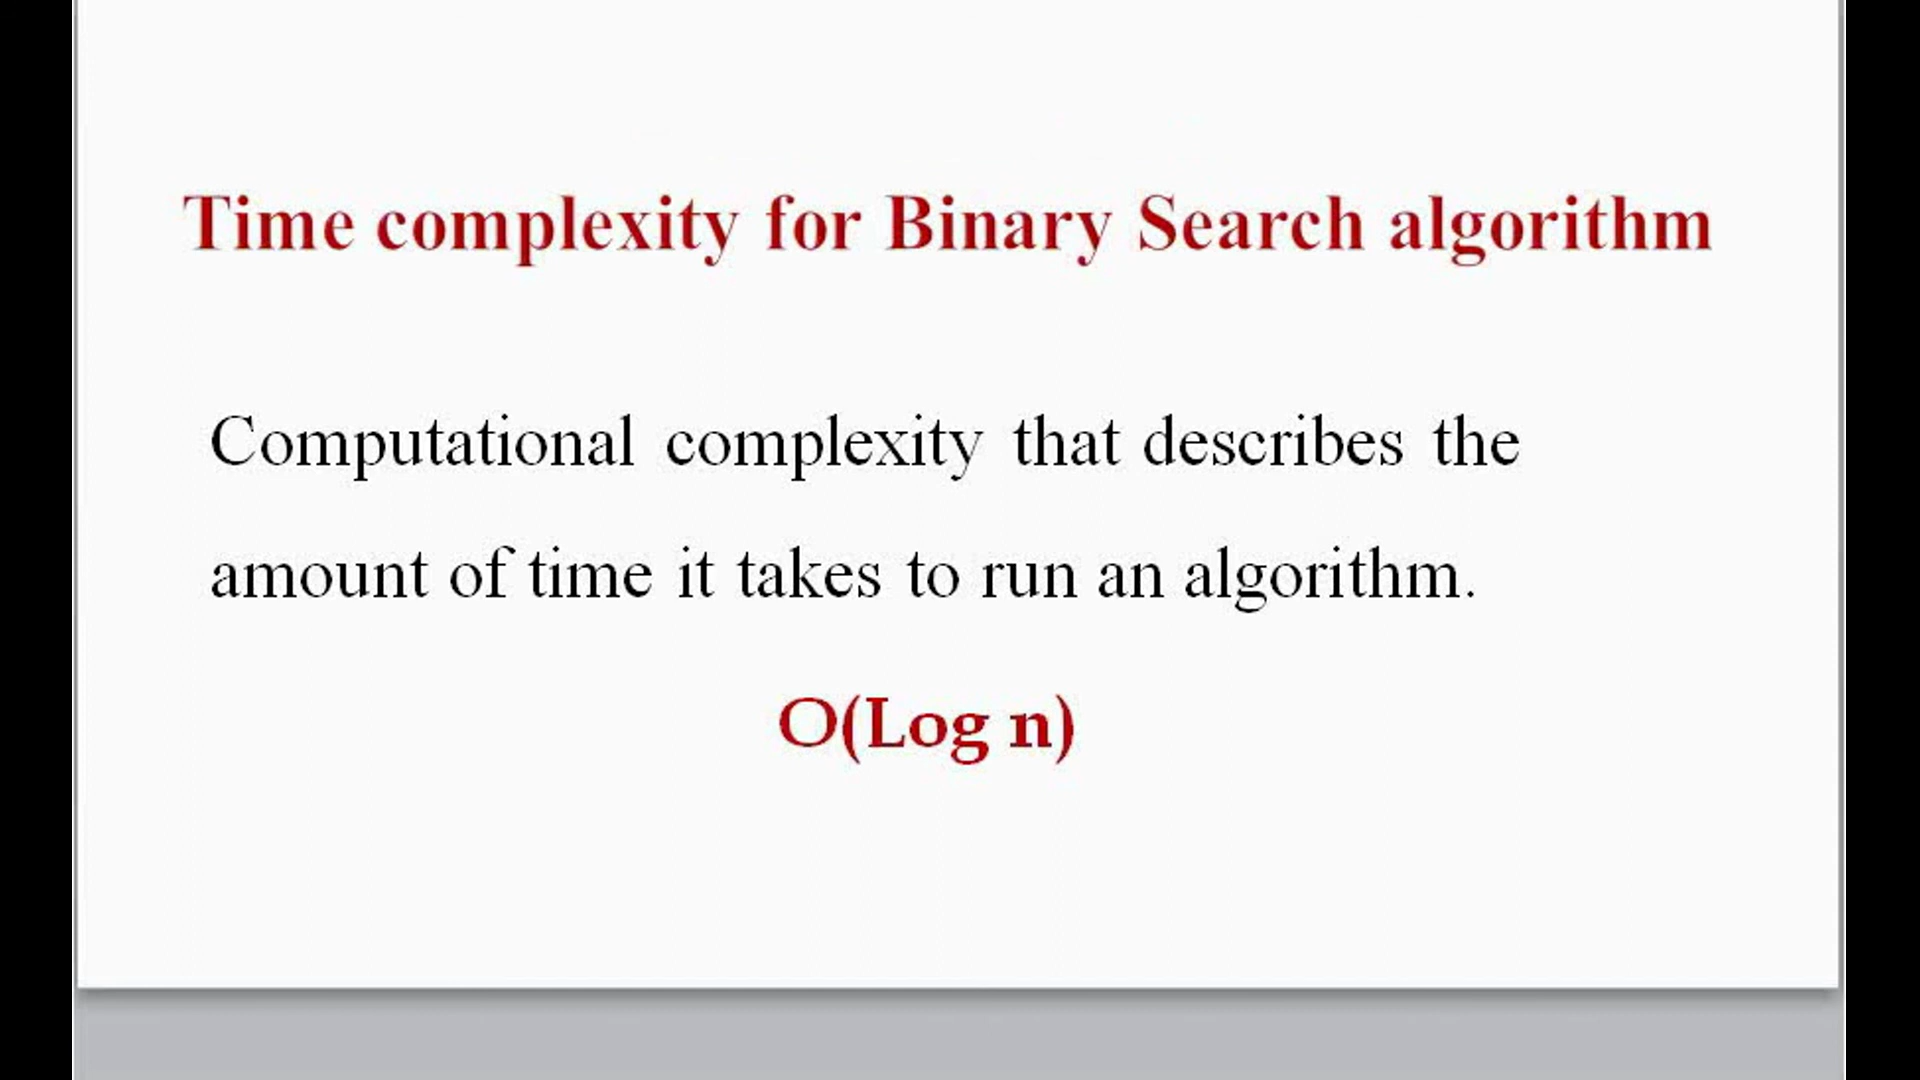 Time complexity for Binary Search algorithm
Computational complexity that describes the
amount of time it takes to run an algorithm.
O(Log n)